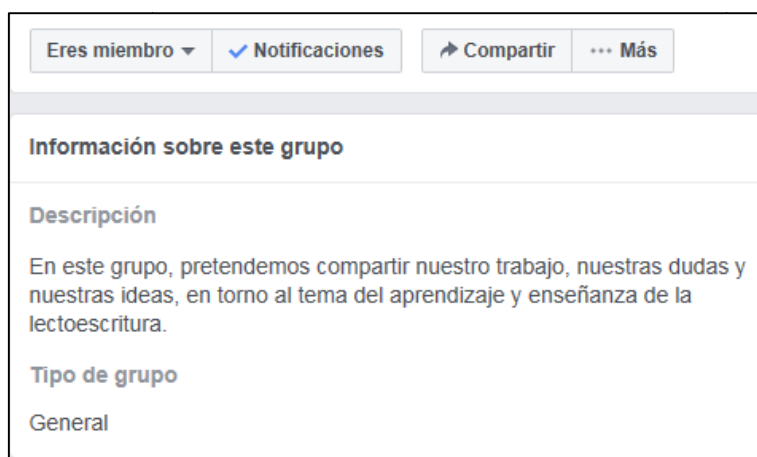 Eres miembro Notificaciones Compartir ··· Más
Información sobre este grupo
Descripción
En este grupo, pretendemos compartir nuestro trabajo, nuestras dudas y
nuestras ideas, en torno al tema del aprendizaje y enseñanza de la
lectoescritura.
Tipo de grupo
General